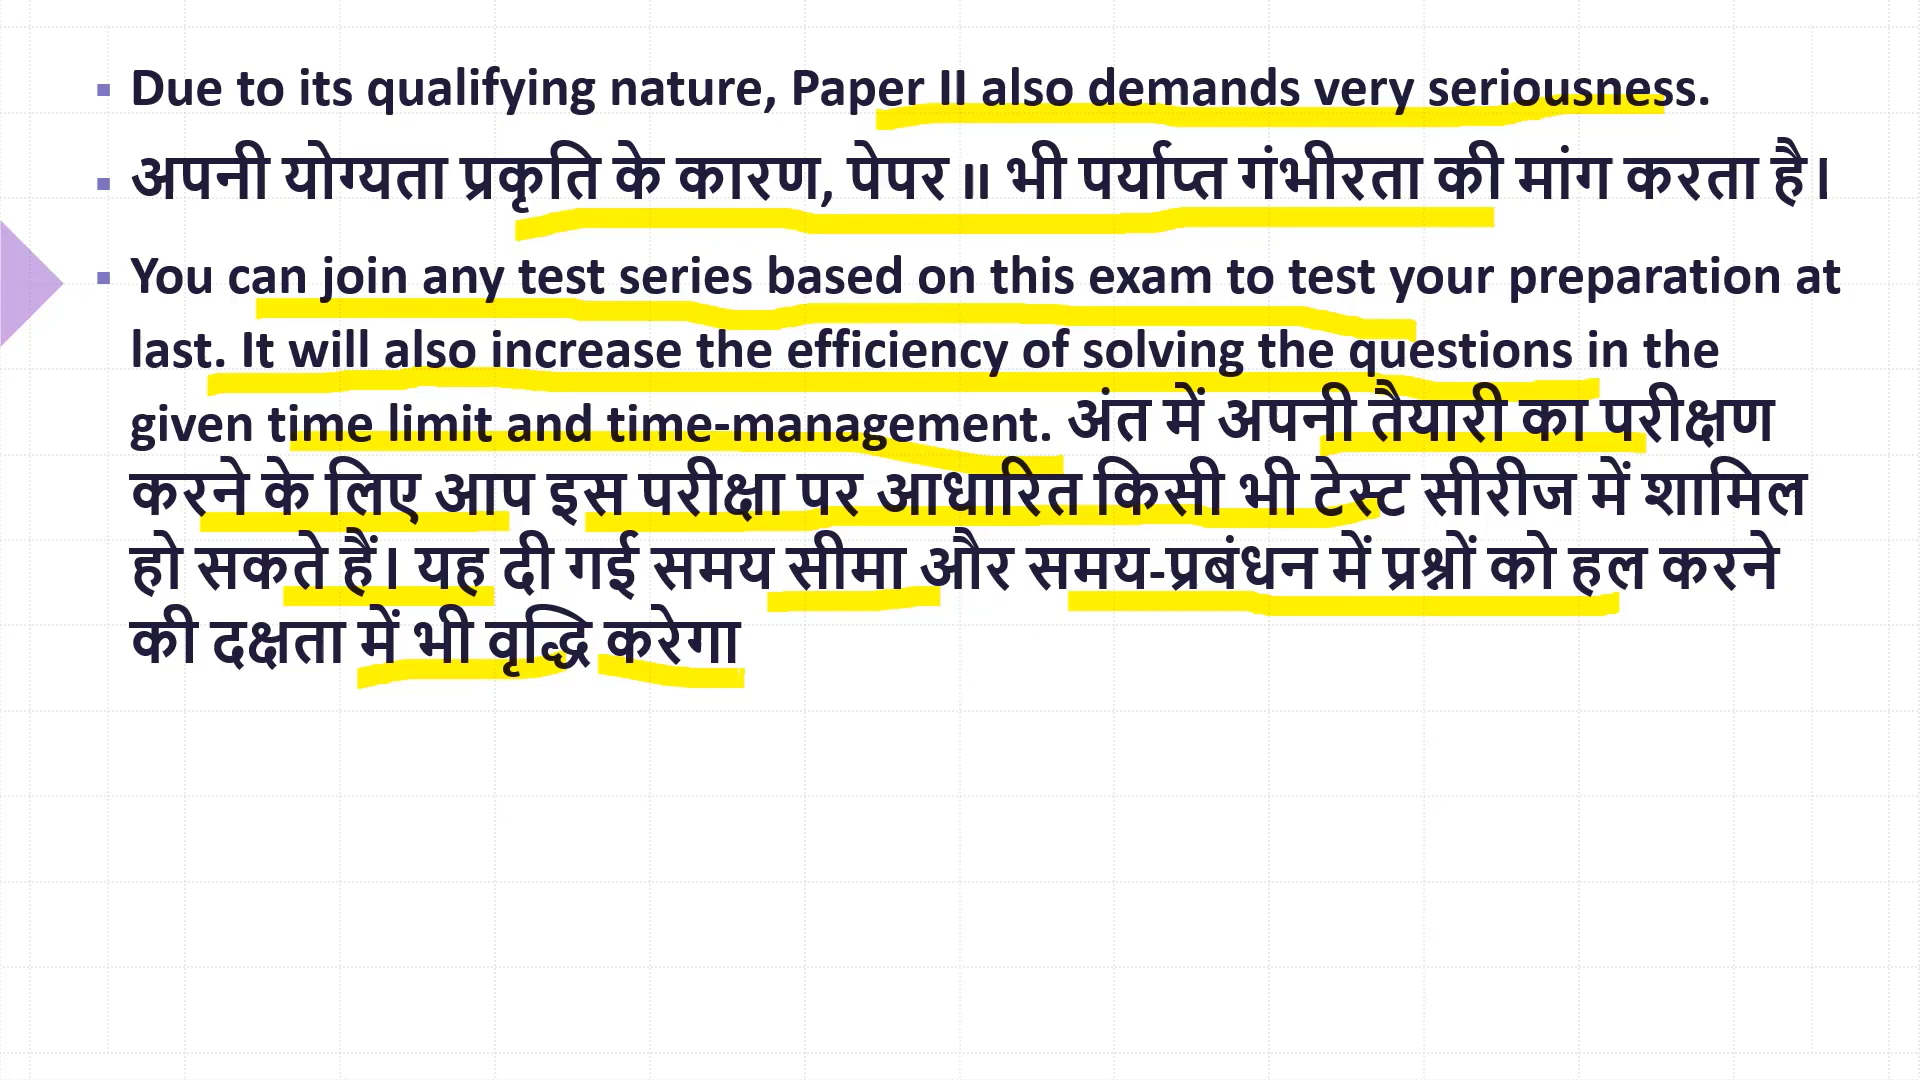 Due to its qualifying nature, Paper II also demands very seriousness.
अपनी योग्यता प्रकृति के कारण, पेपर II भी पर्याप्त गंभीरता की मांग करता है।
You can join any test series based on this exam to test your preparation at
last. It will also increase the efficiency of solving the questions in the
given time limit and time-management. अंत में अपनी तैयारी का परीक्षण
करने के लिए आप इस परीक्षा पर आधारित किसी भी टेस्ट सीरीज में शामिल
हो सकते हैं। यह दी गई समय सीमा और समय-प्रबंधन में प्रश्नों को हल करने
की दक्षता में भी वृद्धि करेगा